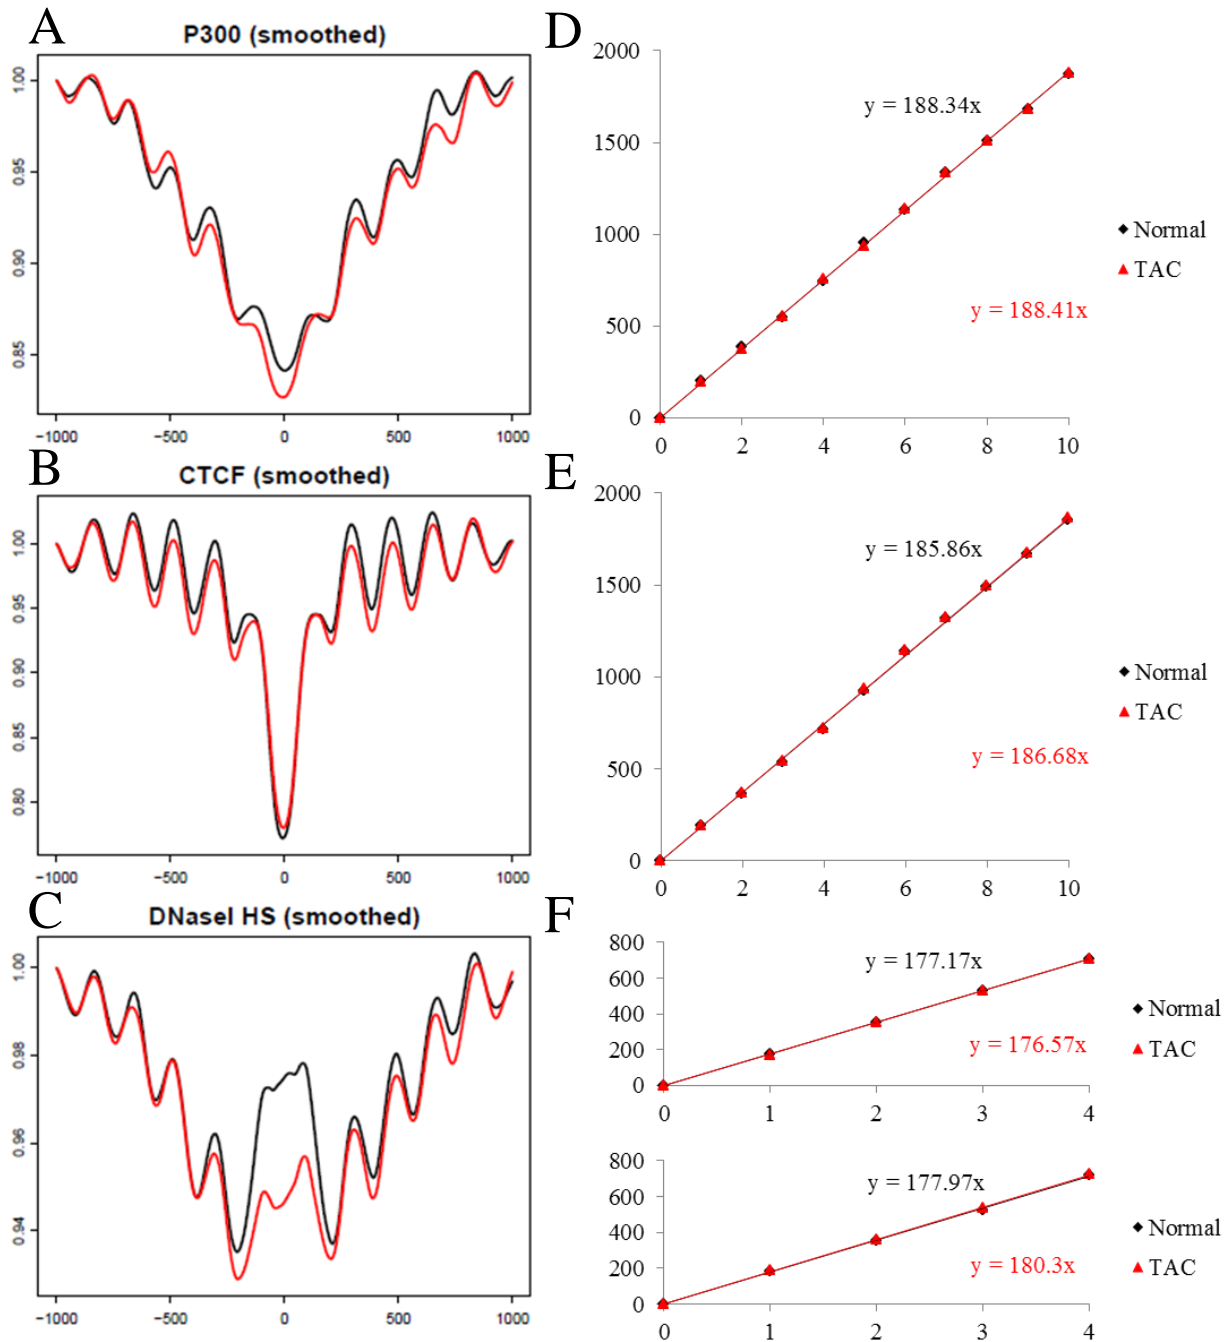 A
P300 (smoothed)
1.00
0.95
0.90
0.85
−1000 −500 0 500 1000
B
CTCF (smoothed)
1.00
0.95
0.90
0.85
0.80
−1000 −500 0 500 1000
C
DNaseI HS (smoothed)
1.00
0.98
0.96
0.94
−1000 −500 0 500 1000
D
2000
1500
1000
500
0
0 2 4 6 8 10
y = 188.34x
y = 188.41x
Normal
TAC
E
2000
1500
1000
500
0
0 2 4 6 8 10
y = 185.86x
y = 186.68x
Normal
TAC
F
800
600
400
200
0
0 1 2 3 4
y = 177.17x
y = 176.57x
Normal
TAC
800
600
400
200
0
0 1 2 3 4
y = 177.97x
y = 180.3x
Normal
TAC